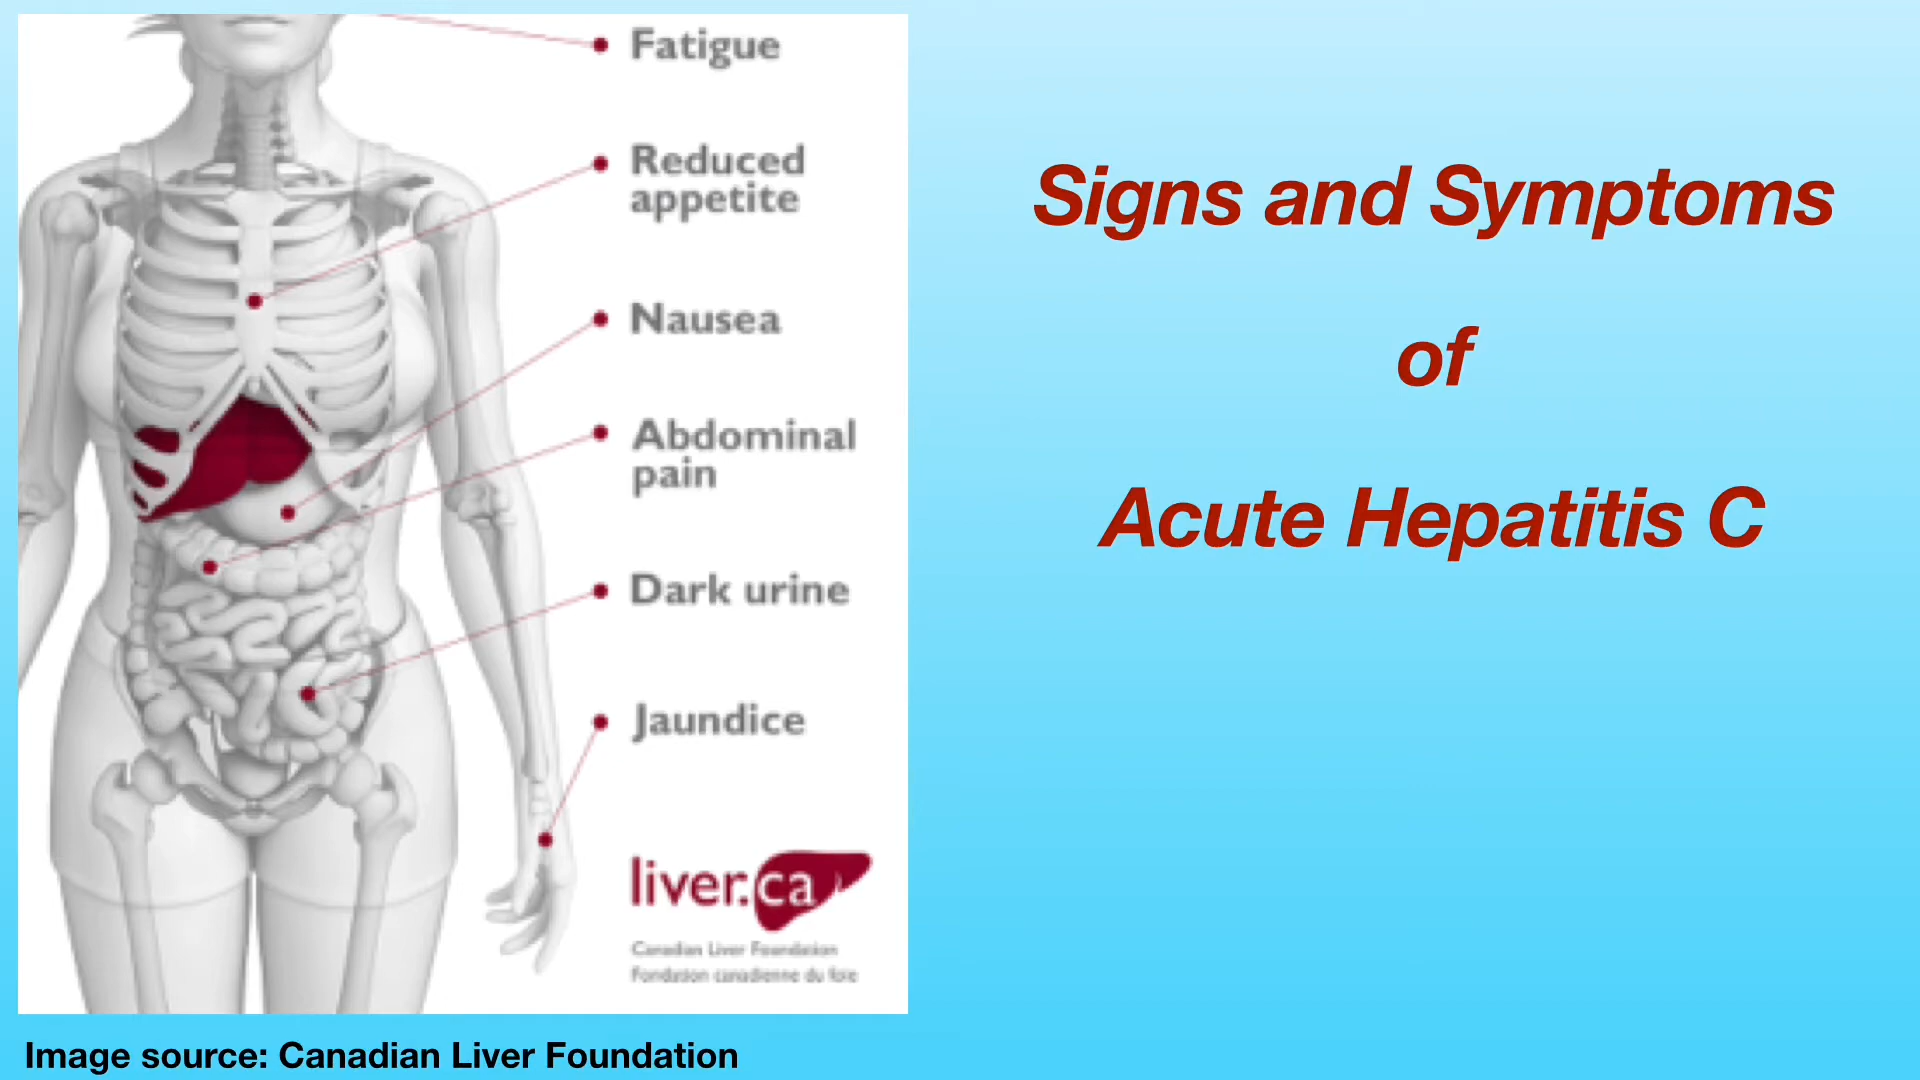 Fatigue
Reduced
appetite
Nausea
Abdominal
pain
Dark urine
Jaundice
liver.ca
Canadian Liver Foundation
Fondation canadienne du foie
Image source: Canadian Liver Foundation
Signs and Symptoms
of
Acute Hepatitis C